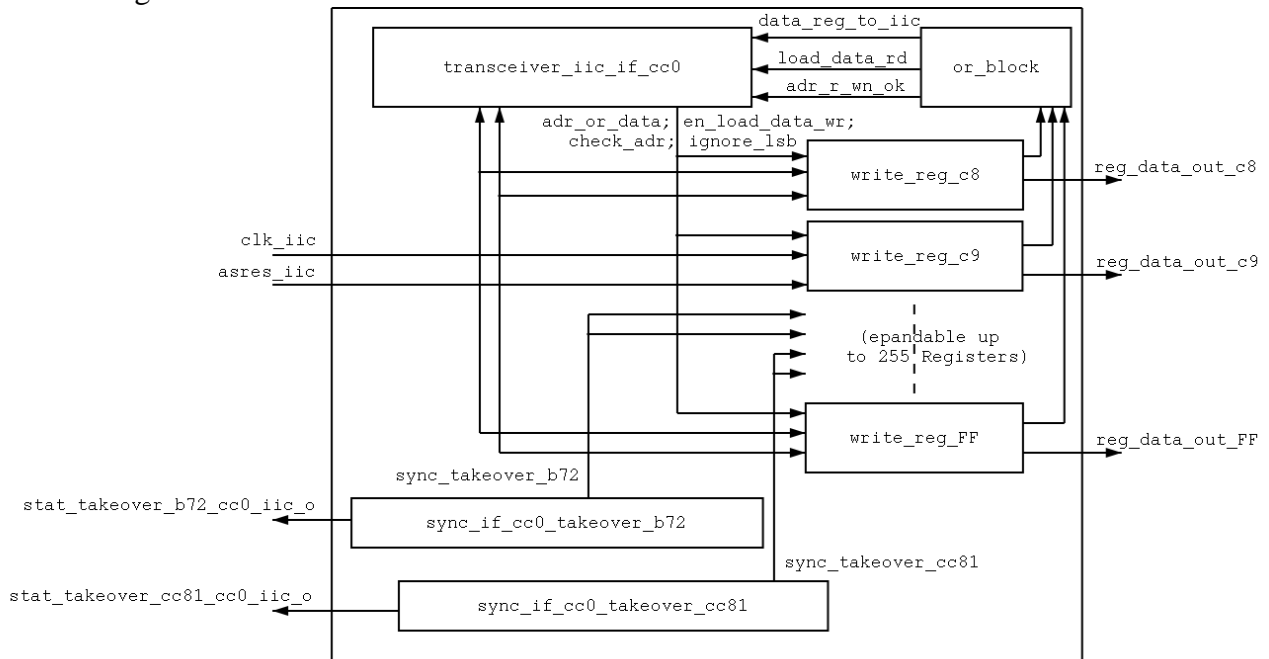 data_reg_to_iic
transceiver_iic_if_cc0
load_data_rd
or_block
adr_r_wn_ok
adr_or_data; en_load_data_wr;
check_adr; ignore_lsb
write_reg_c8
reg_data_out_c8
clk_iic
write_reg_c9
reg_data_out_c9
asres_iic
(epandable up
to 255 Registers)
write_reg_FF
reg_data_out_FF
sync_takeover_b72
stat_takeover_b72_cc0_iic_o
sync_if_cc0_takeover_b72
sync_takeover_cc81
stat_takeover_cc81_cc0_iic_o
sync_if_cc0_takeover_cc81